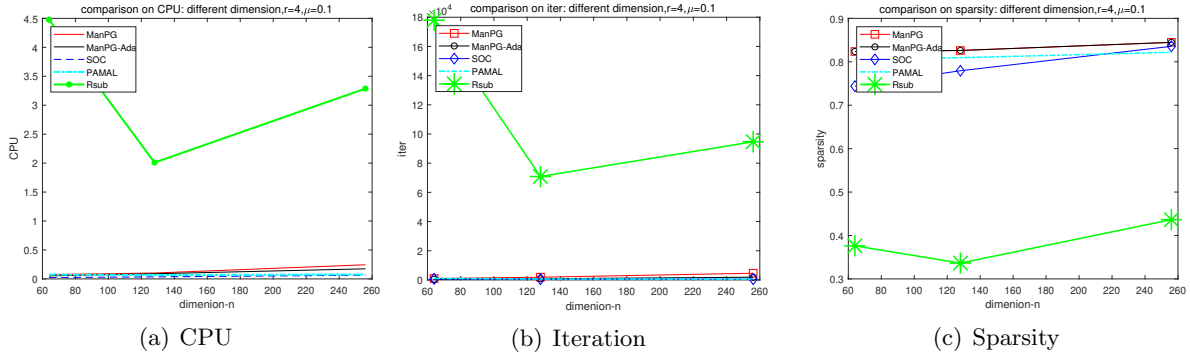 comparison on CPU: different dimension,r=4,μ=0.1
4.5
4
3.5
3
2.5
2
1.5
1
0.5
0
CPU
ManPG
ManPG-Ada
SOC
PAMAL
Rsub
60 80 100 120 140 160 180 200 220 240 260
dimenion-n
(a) CPU
comparison on iter: different dimension,r=4,μ=0.1
×10⁴
18
16
14
12
10
8
6
4
2
0
iter
ManPG
ManPG-Ada
SOC
PAMAL
Rsub
60 80 100 120 140 160 180 200 220 240 260
dimenion-n
(b) Iteration
comparison on sparsity: different dimension,r=4,μ=0.1
0.9
0.8
0.7
0.6
0.5
0.4
0.3
sparsity
ManPG
ManPG-Ada
SOC
PAMAL
Rsub
60 80 100 120 140 160 180 200 220 240 260
dimenion-n
(c) Sparsity